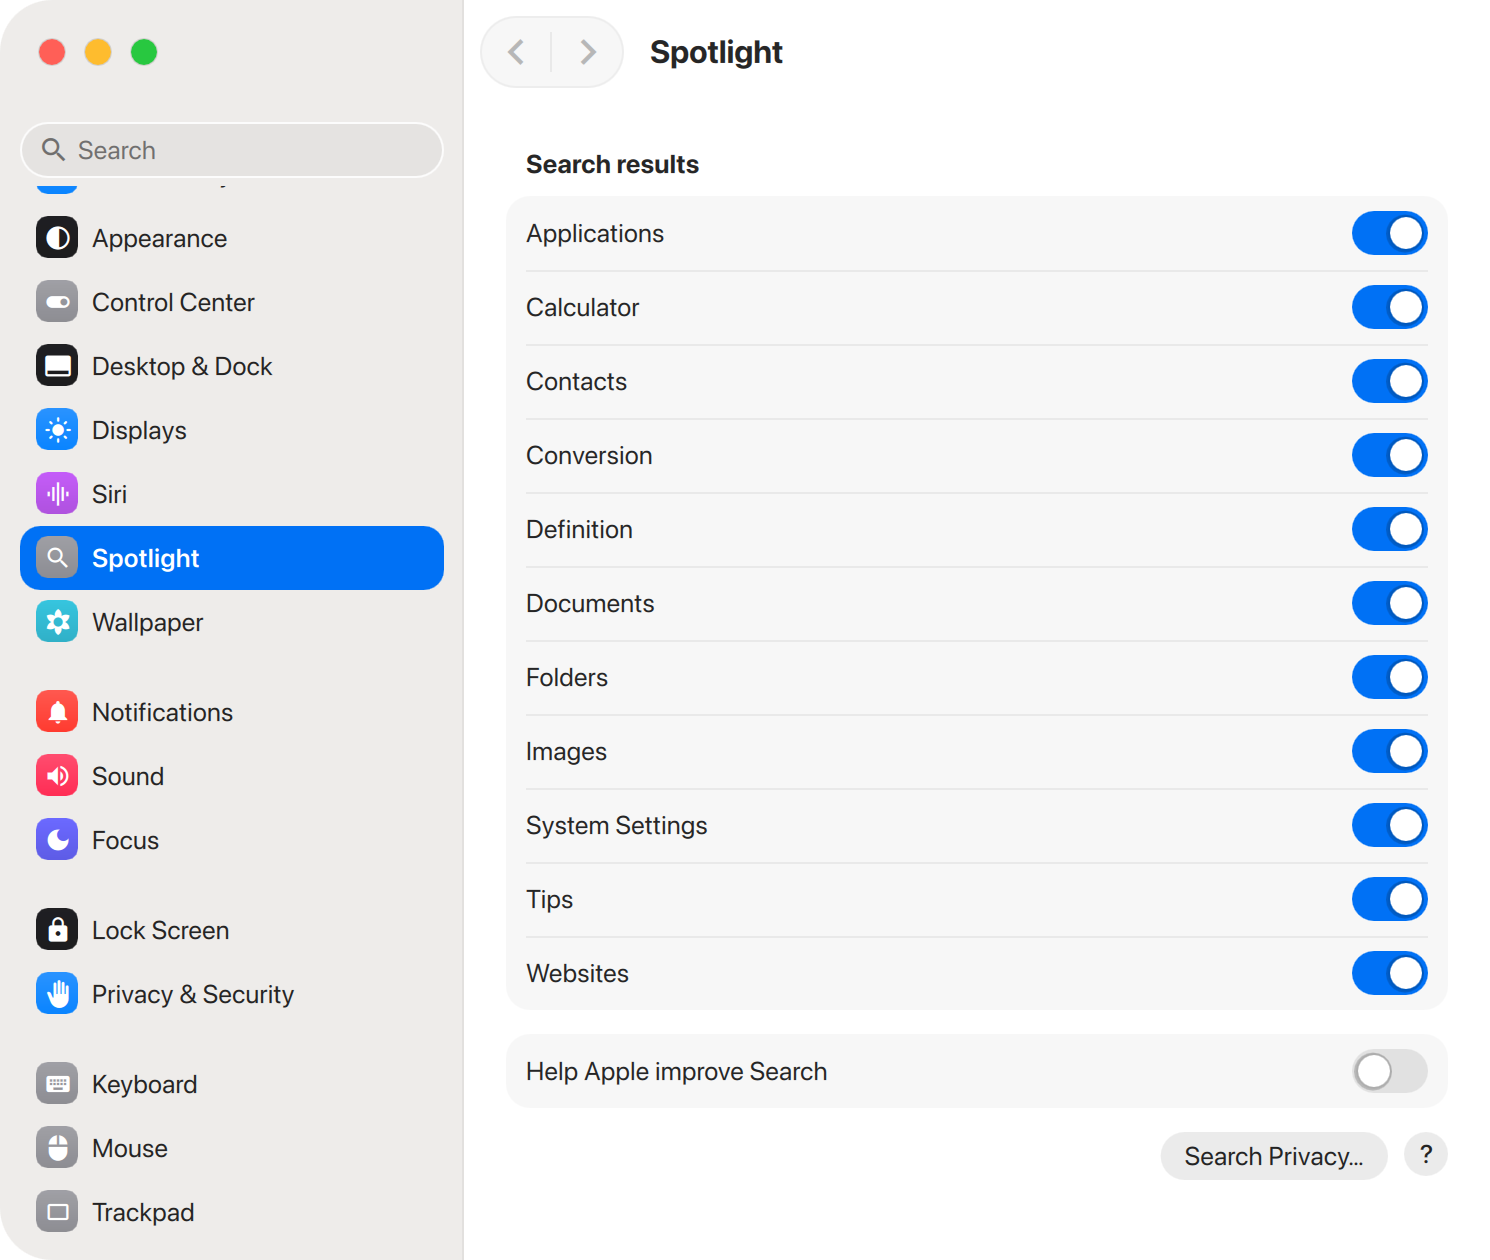 Search
Appearance
Control Center
Desktop & Dock
Displays
Siri
Spotlight
Wallpaper
Notifications
Sound
Focus
Lock Screen
Privacy & Security
Keyboard
Mouse
Trackpad
Spotlight
Search results
Applications
Calculator
Contacts
Conversion
Definition
Documents
Folders
Images
System Settings
Tips
Websites
Help Apple improve Search
Search Privacy...
?